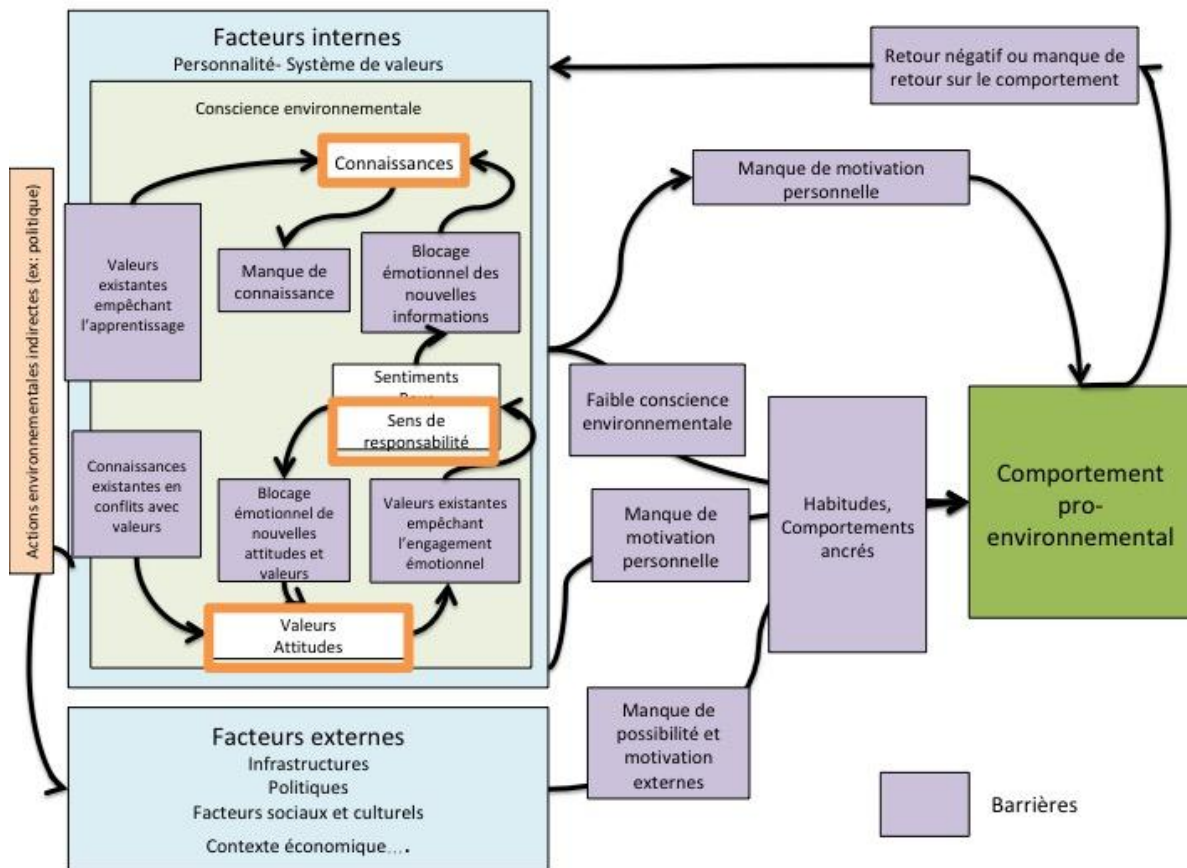 Facteurs internes
Personnalité- Système de valeurs
Conscience environnementale
Connaissances
Valeurs
existantes
empêchant
l'apprentissage
Manque de
connaissance
Blocage
émotionnel des
nouvelles
informations
Sentiments
Sens de
responsabilité
Connaissances
existantes en
conflits avec
valeurs
Blocage
émotionnel de
nouvelles
attitudes et
valeurs
Valeurs existantes
empêchant
l'engagement
émotionnel
Valeurs
Attitudes
Actions environnementales indirectes (ex: politique)
Facteurs externes
Infrastructures
Politiques
Facteurs sociaux et culturels
Contexte économique....
Retour négatif ou manque de
retour sur le comportement
Manque de motivation
personnelle
Faible conscience
environnementale
Manque de
motivation
personnelle
Manque de
possibilité et
motivation
externes
Habitudes,
Comportements
ancrés
Comportement
pro-
environnemental
Barrières